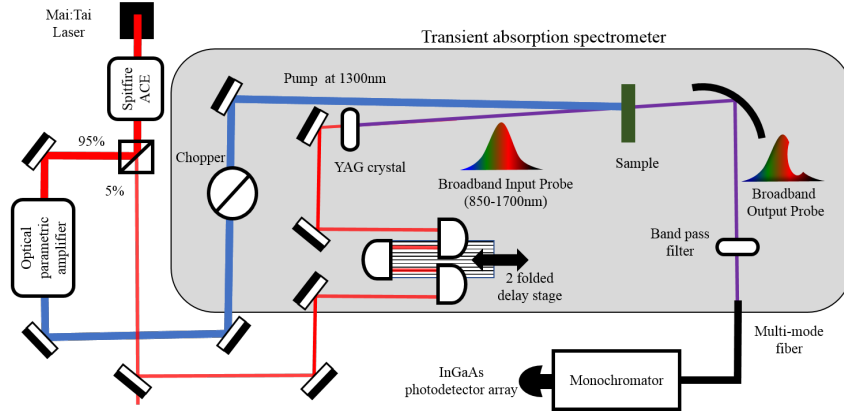 Mai:Tai
Laser
Transient absorption spectrometer
Spitfire
ACE
Pump at 1300nm
95%
5%
Chopper
YAG crystal
Sample
Broadband Input Probe
(850-1700nm)
Broadband
Output Probe
Optical
parametric
amplifier
Band pass
filter
2 folded
delay stage
Multi-mode
fiber
InGaAs
photodetector array
Monochromator